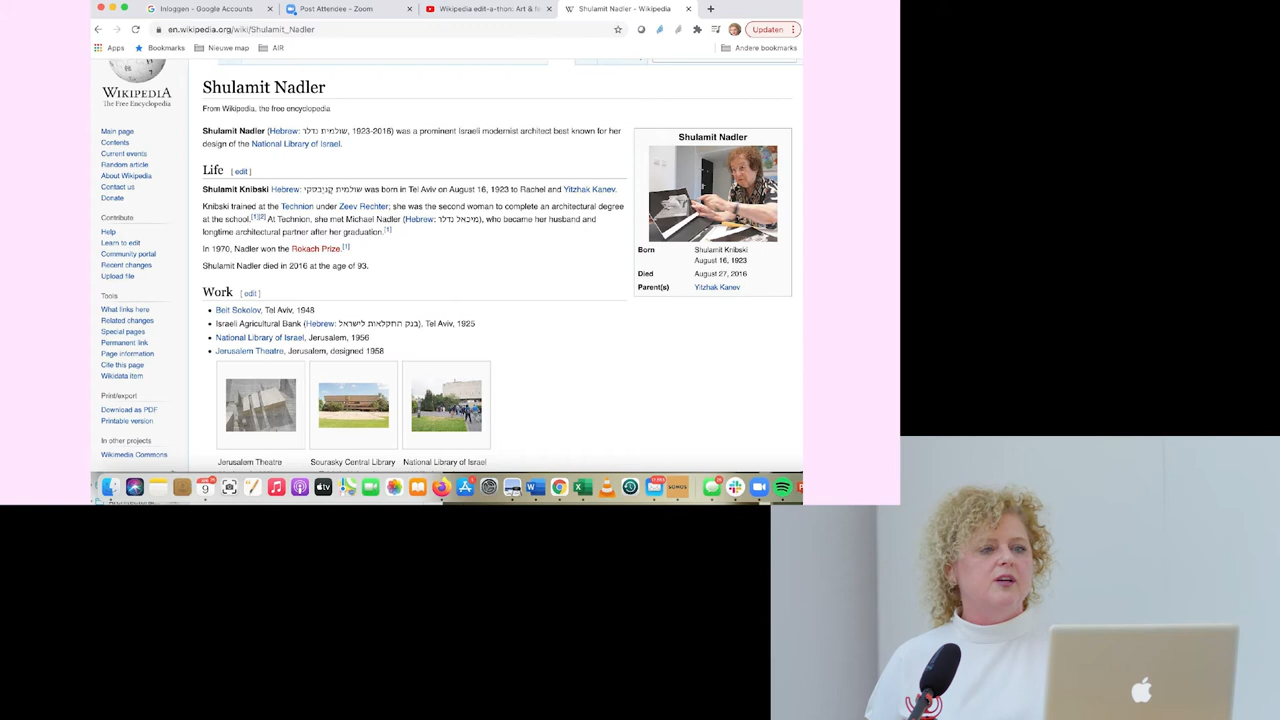 Inloggen - Google Accounts
Post Attendee - Zoom
Wikipedia edit-a-thon: Art & fe
Shulamit Nadler - Wikipedia
en.wikipedia.org/wiki/Shulamit_Nadler
Updaten
Apps
Bookmarks
Nieuwe map
AIR
Andere bookmarks
WIKIPEDIA
The Free Encyclopedia
Main page
Contents
Current events
Random article
About Wikipedia
Contact us
Donate
Contribute
Help
Learn to edit
Community portal
Recent changes
Upload file
Tools
What links here
Related changes
Special pages
Permanent link
Page information
Cite this page
Wikidata item
Print/export
Download as PDF
Printable version
In other projects
Wikimedia Commons
Shulamit Nadler
From Wikipedia, the free encyclopedia
Shulamit Nadler (Hebrew: שולמית נדלר, 1923-2016) was a prominent Israeli modernist architect best known for her
design of the National Library of Israel.
Life [ edit ]
Shulamit Knibski Hebrew: שולמית קָנִיבסקי was born in Tel Aviv on August 16, 1923 to Rachel and Yitzhak Kanev.
Knibski trained at the Technion under Zeev Rechter; she was the second woman to complete an architectural degree
at the school.[1][2] At Technion, she met Michael Nadler (Hebrew: מיכאל נדלר), who became her husband and
longtime architectural partner after her graduation.[1]
In 1970, Nadler won the Rokach Prize.[1]
Shulamit Nadler died in 2016 at the age of 93.
Work [ edit ]
Beit Sokolov, Tel Aviv, 1948
Israeli Agricultural Bank (Hebrew: בנק החקלאות לישראל), Tel Aviv, 1925
National Library of Israel, Jerusalem, 1956
Jerusalem Theatre, Jerusalem, designed 1958
Jerusalem Theatre
Sourasky Central Library
National Library of Israel
Shulamit Nadler
Born Shulamit Knibski
August 16, 1923
Died August 27, 2016
Parent(s) Yitzhak Kanev